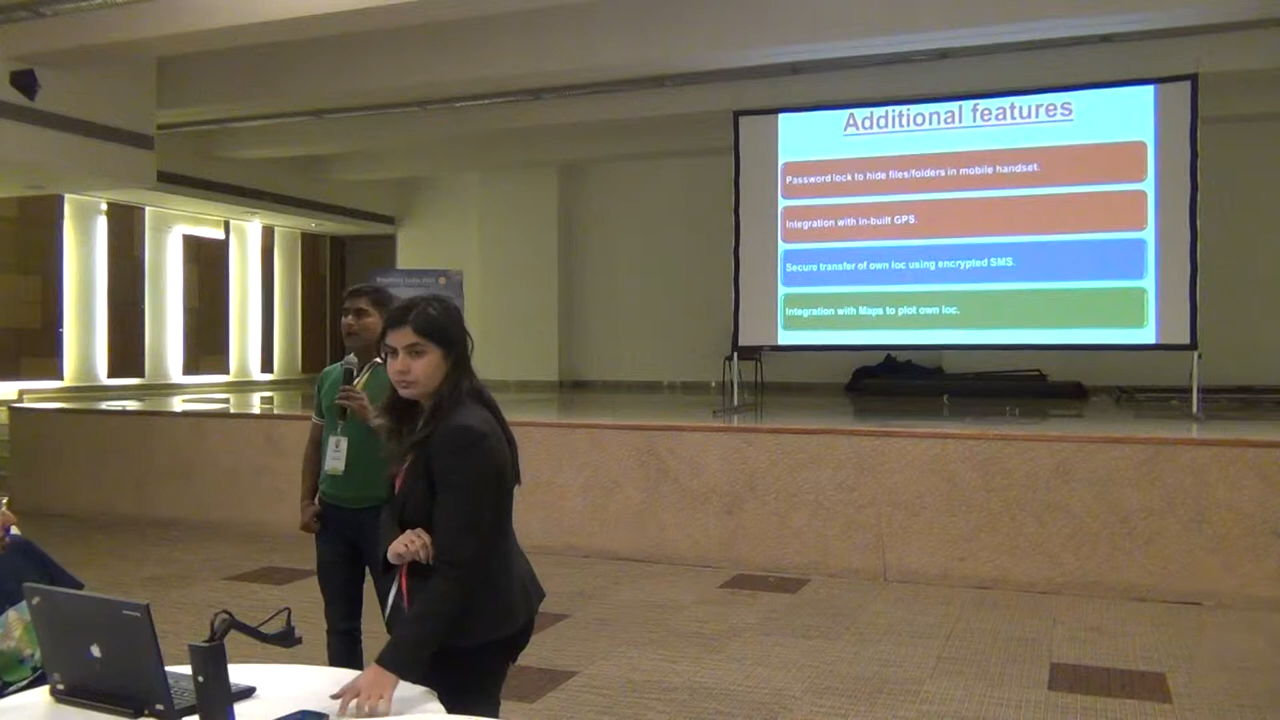 Additional features
Password lock to hide files/folders in mobile handset.
Integration with in-built GPS.
Secure transfer of own loc using encrypted SMS.
Integration with Maps to plot own loc.